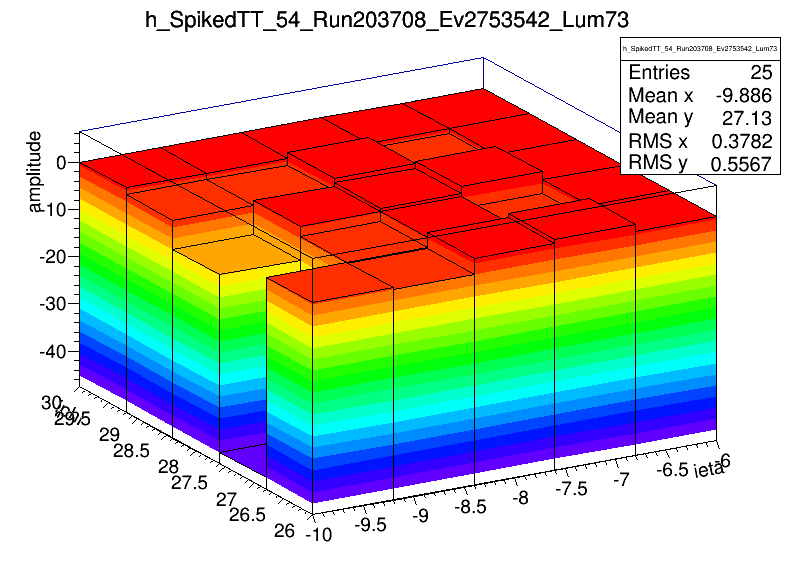 h_SpikedTT_54_Run203708_Ev2753542_Lum73
h_SpikedTT_54_Run203708_Ev2753542_Lum73
Entries 25
Mean x -9.886
Mean y 27.13
RMS x 0.3782
RMS y 0.5567
amplitude
0
-10
-20
-30
-40
30
29.5
29
28.5
28
27.5
27
26.5
26
-10
-9.5
-9
-8.5
-8
-7.5
-7
-6.5
-6
ieta